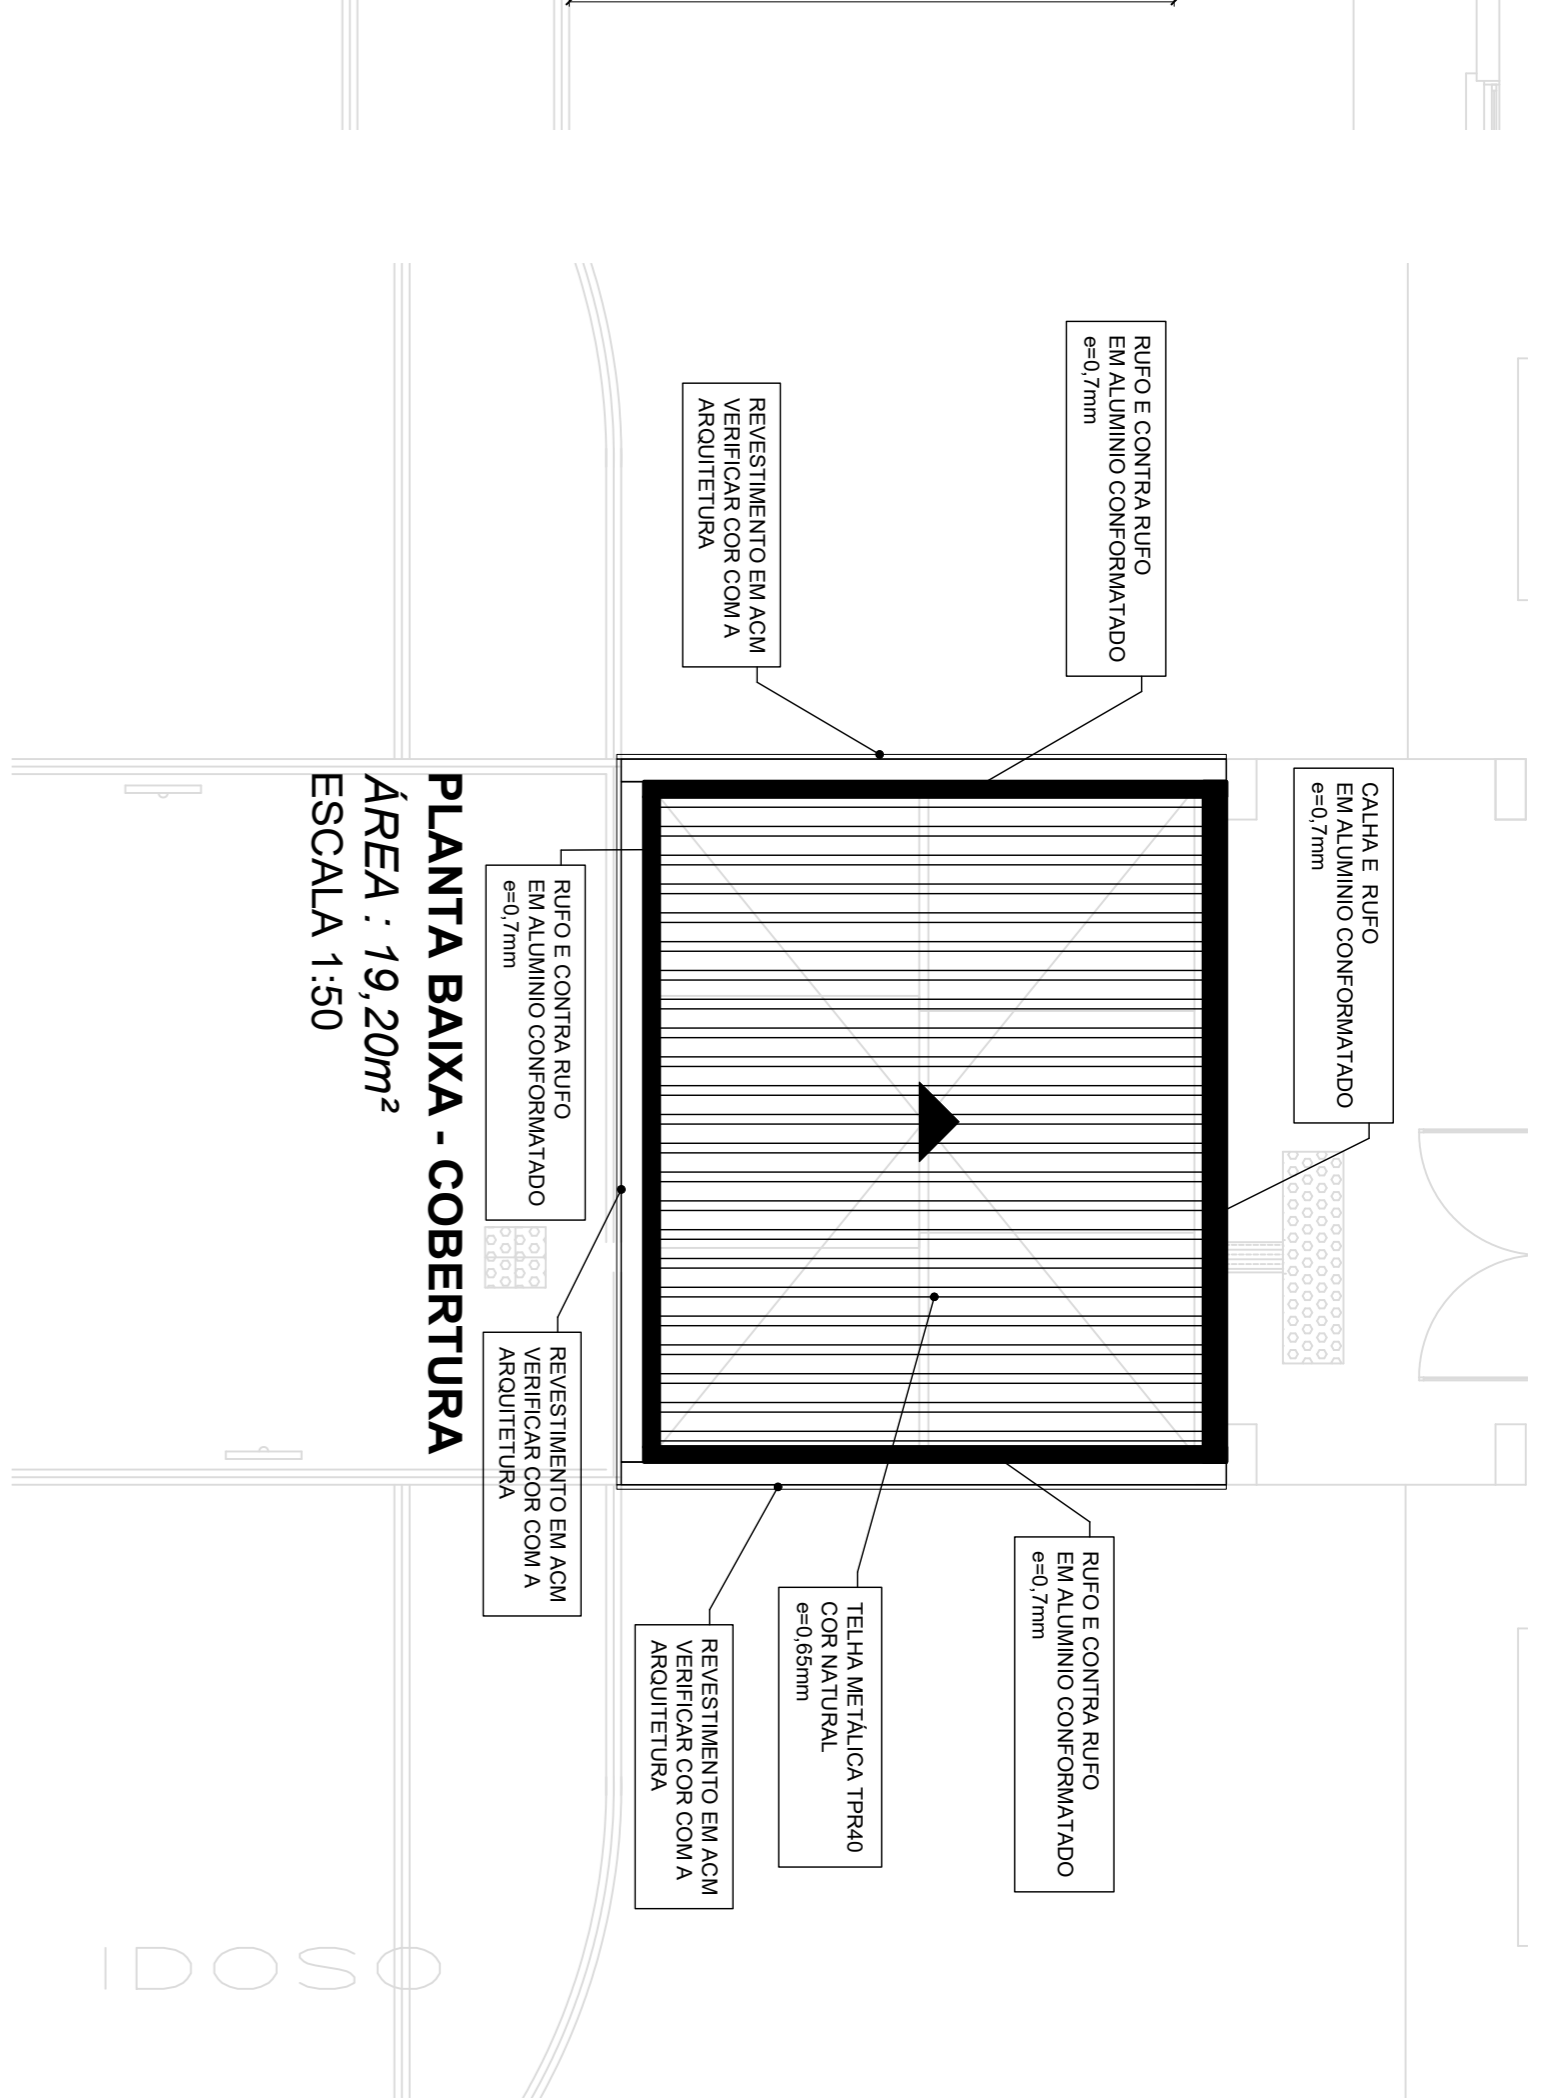 CALHA E RUFO
EM ALUMINIO CONFORMATADO
e=0,7mm
RUFO E CONTRA RUFO
EM ALUMINIO CONFORMATADO
e=0,7mm
RUFO E CONTRA RUFO
EM ALUMINIO CONFORMATADO
e=0,7mm
REVESTIMENTO EM ACM
VERIFICAR COR COM A
ARQUITETURA
TELHA METÁLICA TPR40
COR NATURAL
e=0,65mm
REVESTIMENTO EM ACM
VERIFICAR COR COM A
ARQUITETURA
RUFO E CONTRA RUFO
EM ALUMINIO CONFORMATADO
e=0,7mm
REVESTIMENTO EM ACM
VERIFICAR COR COM A
ARQUITETURA
PLANTA BAIXA - COBERTURA
ÁREA : 19,20m²
ESCALA 1:50
IDOSO